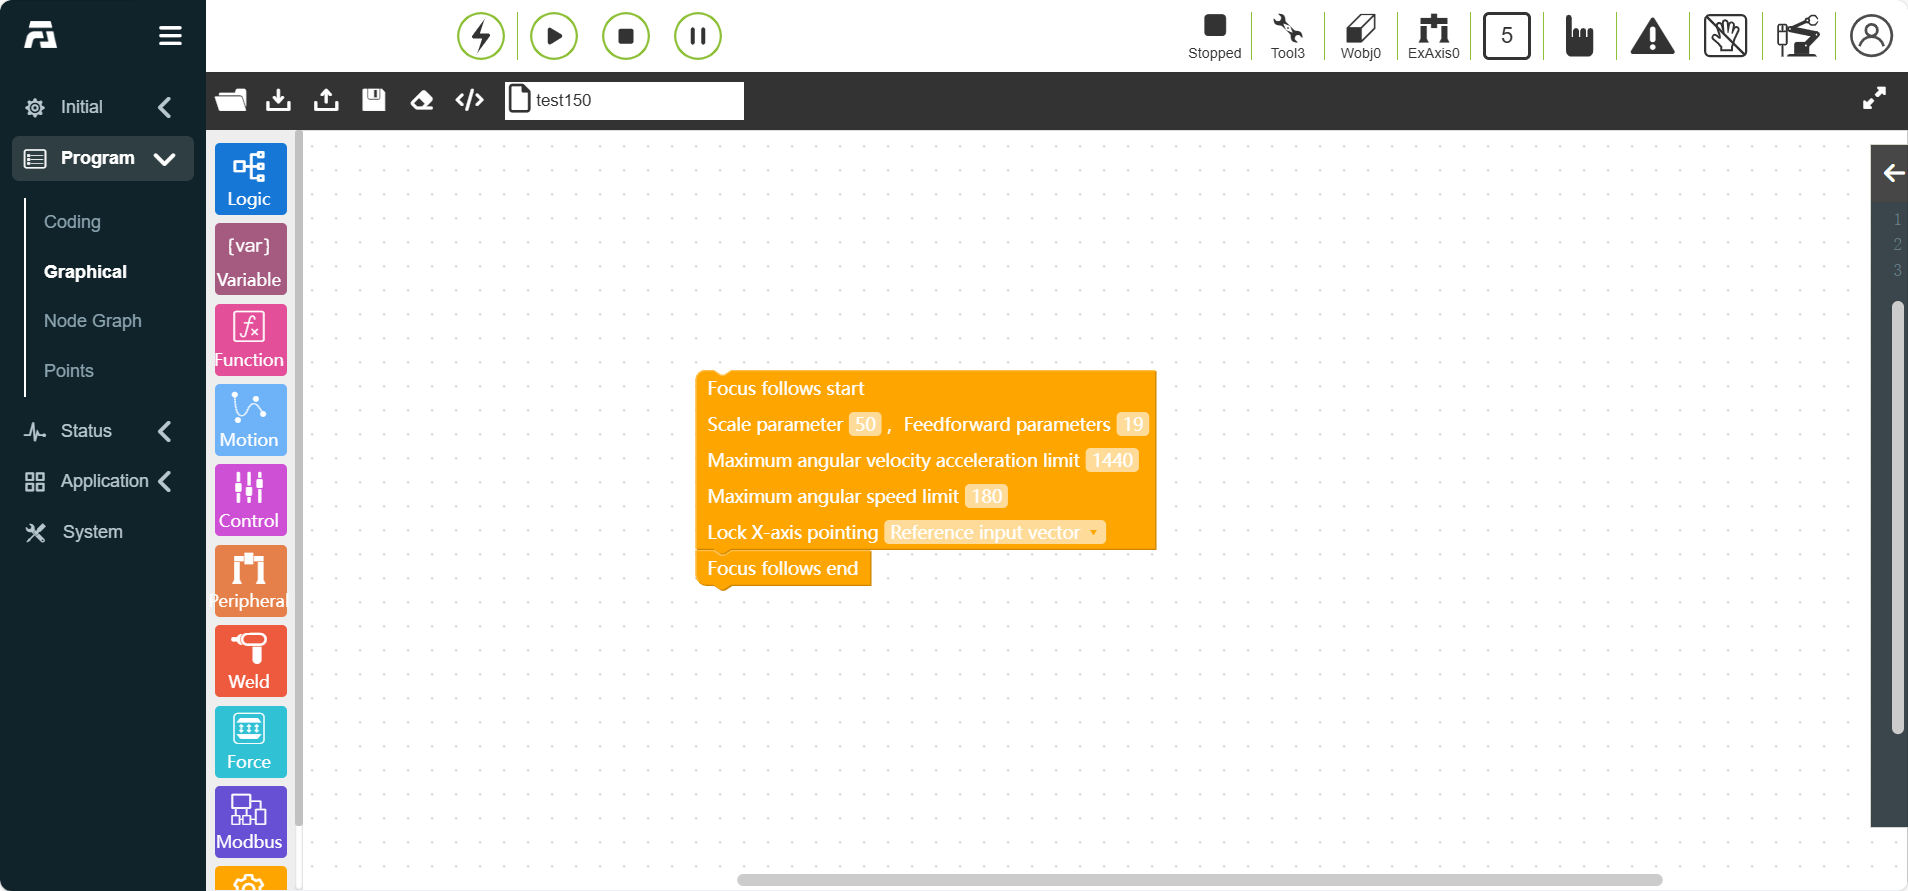 Stopped
Tool3
Wobj0
ExAxis0
5
Initial
Program
Coding
Graphical
Node Graph
Points
Status
Application
System
test150
Logic
{var}
Variable
fx
Function
Motion
Control
Peripheral
Weld
Force
Modbus
Focus follows start
Scale parameter 50 , Feedforward parameters 19
Maximum angular velocity acceleration limit 1440
Maximum angular speed limit 180
Lock X-axis pointing Reference input vector
Focus follows end
1
2
3